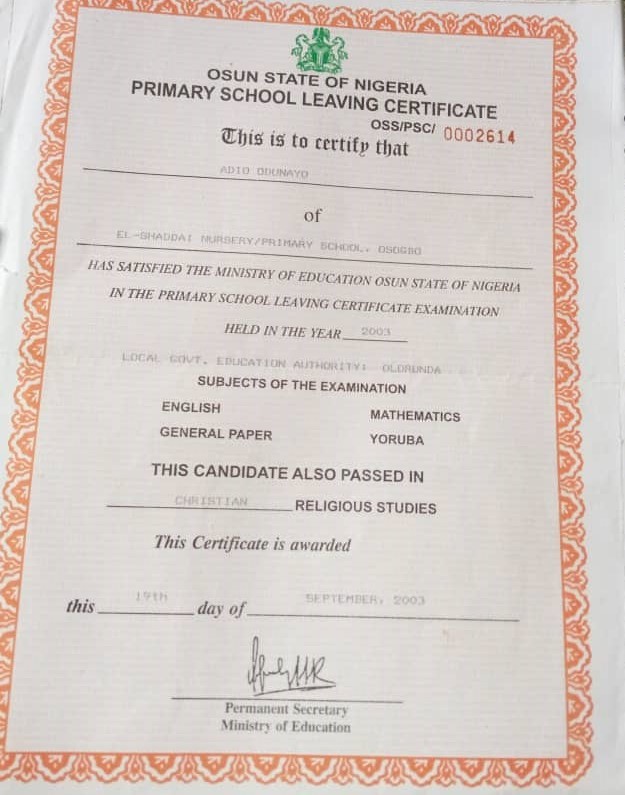 OSUN STATE OF NIGERIA
PRIMARY SCHOOL LEAVING CERTIFICATE
OSS/PSC/ 0002614
This is to certify that
ADIO ODUNAYO
of
EL-SHADDAI NURSERY/PRIMARY SCHOOL, OSOGBO
HAS SATISFIED THE MINISTRY OF EDUCATION OSUN STATE OF NIGERIA
IN THE PRIMARY SCHOOL LEAVING CERTIFICATE EXAMINATION
HELD IN THE YEAR 2003
LOCAL GOVT. EDUCATION AUTHORITY: OLORUNDA
SUBJECTS OF THE EXAMINATION
ENGLISH MATHEMATICS
GENERAL PAPER YORUBA
THIS CANDIDATE ALSO PASSED IN
CHRISTIAN RELIGIOUS STUDIES
This Certificate is awarded
this 19th day of SEPTEMBER, 2003
Permanent Secretary
Ministry of Education